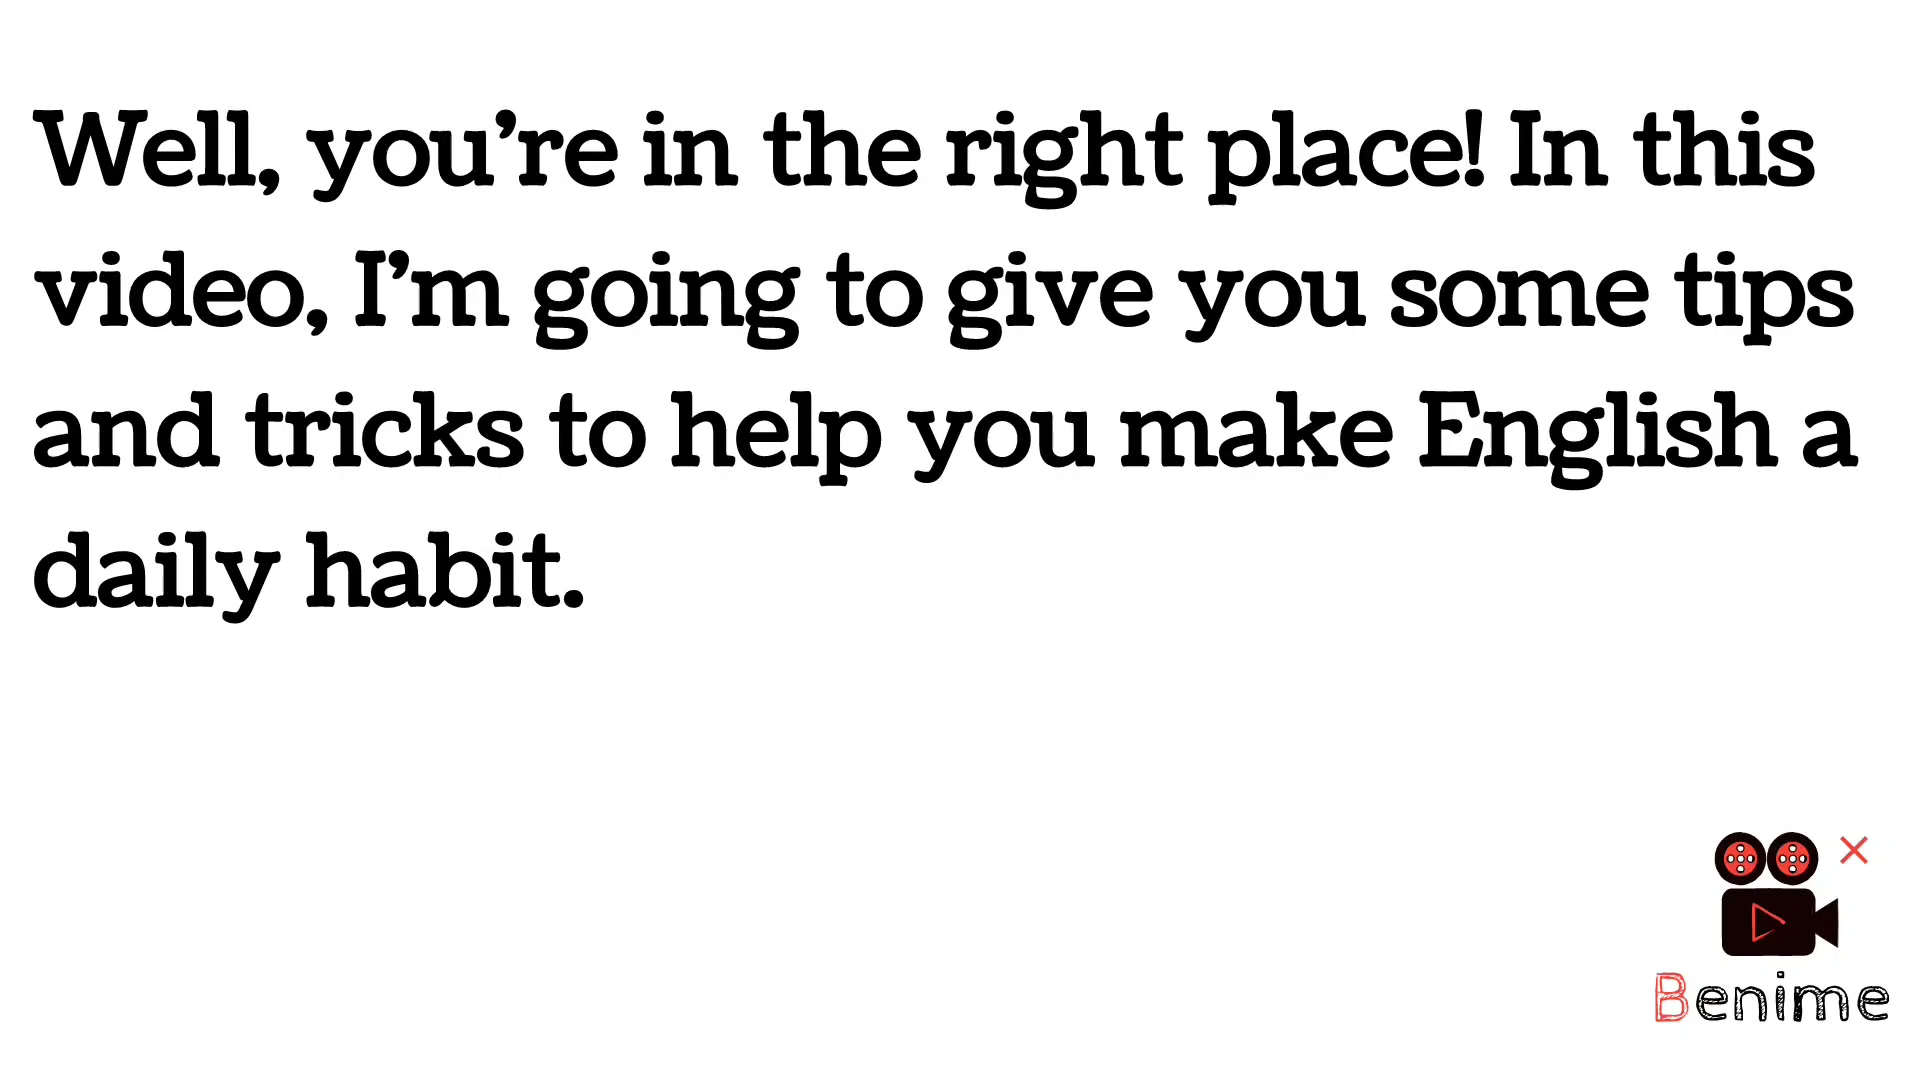 Well, you’re in the right place! In this
video, I’m going to give you some tips
and tricks to help you make English a
daily habit.
Benime